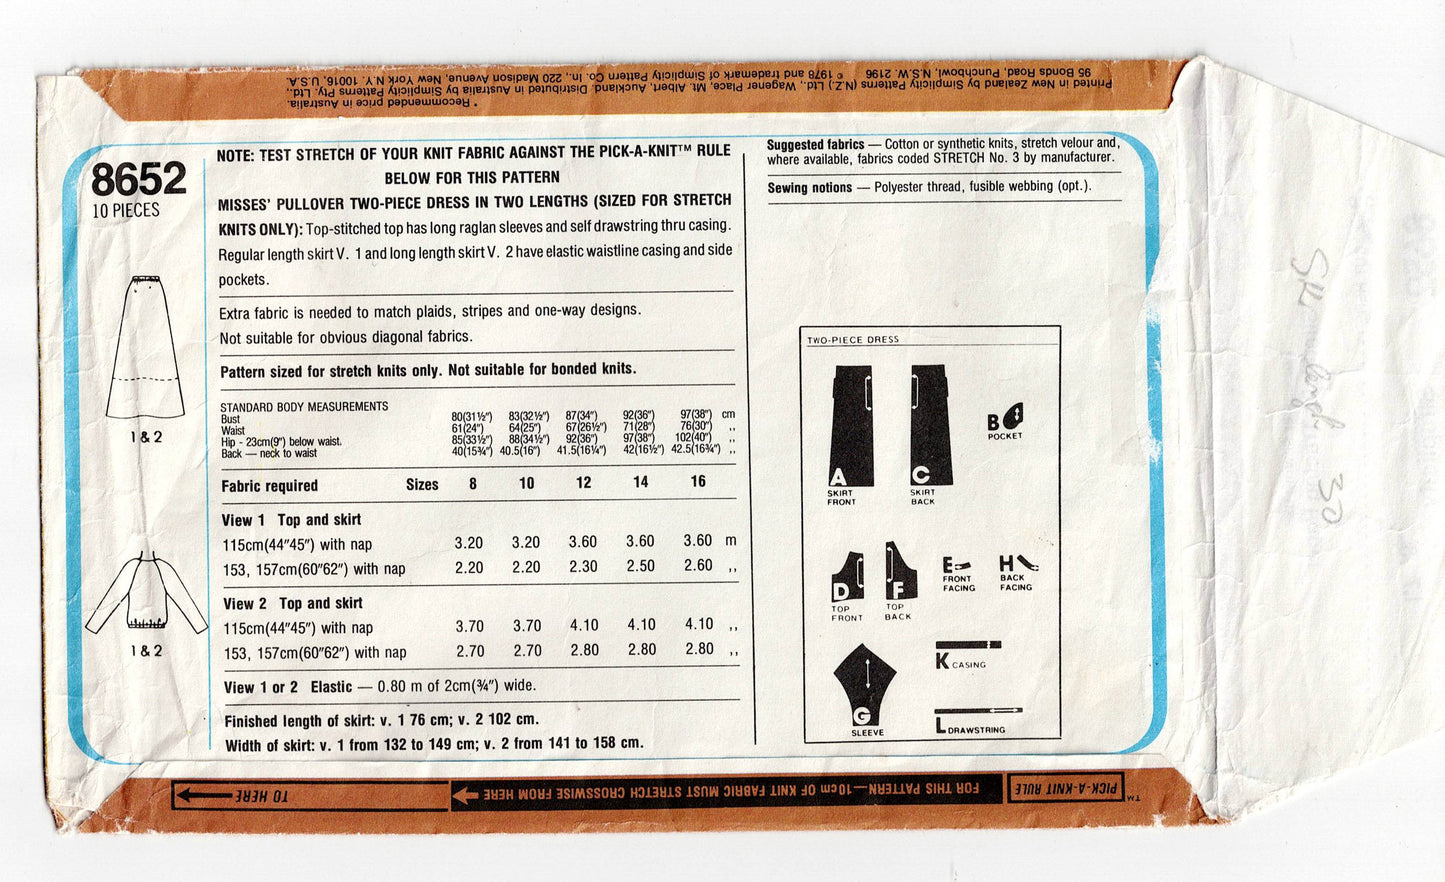 * Recommended price in Australia.
Printed in New Zealand by Simplicity Patterns (N.Z.) Ltd., Wagener Place, Mt. Albert, Auckland. Distributed in Australia by Simplicity Patterns Pty. Ltd.,
95 Bonds Road, Punchbowl, N.S.W. 2196 © 1978 and trademark of Simplicity Pattern Co. In., 220 Madison Avenue, New York N.Y. 10016, U.S.A.
8652
10 PIECES
1 & 2
1 & 2
NOTE: TEST STRETCH OF YOUR KNIT FABRIC AGAINST THE PICK-A-KNIT™ RULE
BELOW FOR THIS PATTERN
MISSES' PULLOVER TWO-PIECE DRESS IN TWO LENGTHS (SIZED FOR STRETCH
KNITS ONLY): Top-stitched top has long raglan sleeves and self drawstring thru casing.
Regular length skirt V. 1 and long length skirt V. 2 have elastic waistline casing and side
pockets.
Extra fabric is needed to match plaids, stripes and one-way designs.
Not suitable for obvious diagonal fabrics.
Pattern sized for stretch knits only. Not suitable for bonded knits.
STANDARD BODY MEASUREMENTS
Bust 80(31½") 83(32½") 87(34") 92(36") 97(38") cm
Waist 61(24") 64(25") 67(26½") 71(28") 76(30") ,,
Hip - 23cm(9") below waist. 85(33½") 88(34½") 92(36") 97(38") 102(40") ,,
Back — neck to waist 40(15¾") 40.5(16") 41.5(16¼") 42(16½") 42.5(16¾") ,,
Fabric required Sizes 8 10 12 14 16
View 1 Top and skirt
115cm(44"45") with nap 3.20 3.20 3.60 3.60 3.60 m
153, 157cm(60"62") with nap 2.20 2.20 2.30 2.50 2.60 ,,
View 2 Top and skirt
115cm(44"45") with nap 3.70 3.70 4.10 4.10 4.10 ,,
153, 157cm(60"62") with nap 2.70 2.70 2.80 2.80 2.80 ,,
View 1 or 2 Elastic — 0.80 m of 2cm(¾") wide.
Finished length of skirt: v. 1 76 cm; v. 2 102 cm.
Width of skirt: v. 1 from 132 to 149 cm; v. 2 from 141 to 158 cm.
Suggested fabrics — Cotton or synthetic knits, stretch velour and,
where available, fabrics coded STRETCH No. 3 by manufacturer.
Sewing notions — Polyester thread, fusible webbing (opt.).
TWO-PIECE DRESS
A
SKIRT
FRONT
C
SKIRT
BACK
B
POCKET
D
TOP
FRONT
F
TOP
BACK
E
FRONT
FACING
H
BACK
FACING
G
SLEEVE
K CASING
L DRAWSTRING
PICK-A-KNIT RULE ™
FOR THIS PATTERN—10cm OF KNIT FABRIC MUST STRETCH CROSSWISE FROM HERE
TO HERE
30